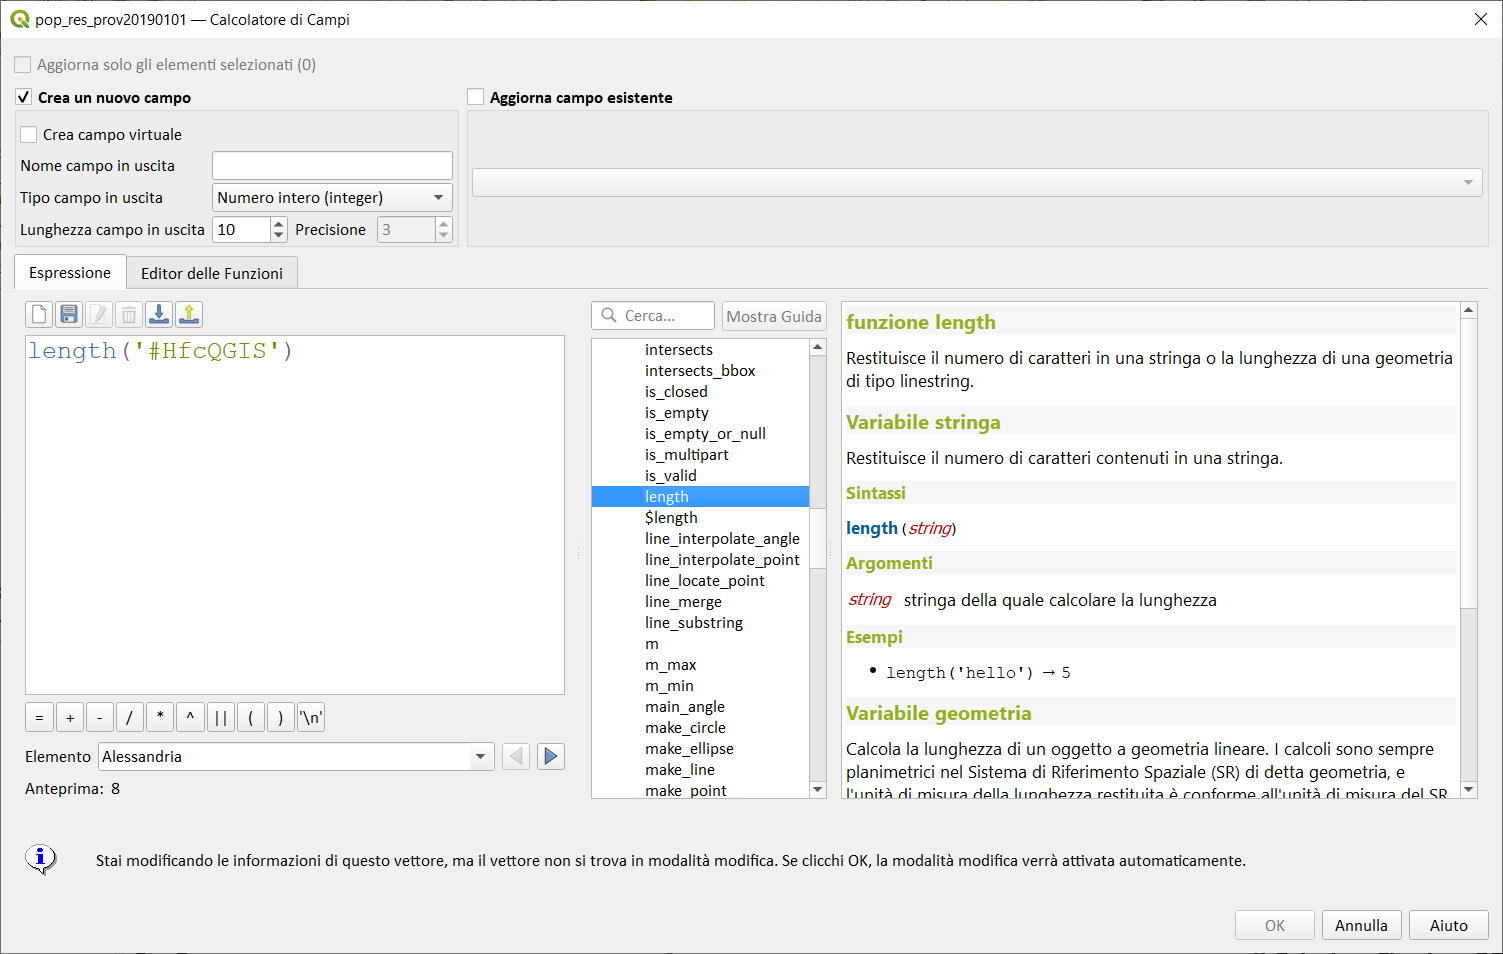 pop_res_prov20190101 — Calcolatore di Campi
Aggiorna solo gli elementi selezionati (0)
Crea un nuovo campo
Aggiorna campo esistente
Crea campo virtuale
Nome campo in uscita
Tipo campo in uscita
Numero intero (integer)
Lunghezza campo in uscita
10
Precisione
3
Espressione
Editor delle Funzioni
length('#HfcQGIS')
=
+
-
/
*
^
||
(
)
'\n'
Elemento
Alessandria
Anteprima: 8
Cerca...
Mostra Guida
intersects
intersects_bbox
is_closed
is_empty
is_empty_or_null
is_multipart
is_valid
length
$length
line_interpolate_angle
line_interpolate_point
line_locate_point
line_merge
line_substring
m
m_max
m_min
main_angle
make_circle
make_ellipse
make_line
make_point
funzione length
Restituisce il numero di caratteri in una stringa o la lunghezza di una geometria
di tipo linestring.
Variabile stringa
Restituisce il numero di caratteri contenuti in una stringa.
Sintassi
length(string)
Argomenti
string stringa della quale calcolare la lunghezza
Esempi
• length('hello') → 5
Variabile geometria
Calcola la lunghezza di un oggetto a geometria lineare. I calcoli sono sempre
planimetrici nel Sistema di Riferimento Spaziale (SR) di detta geometria, e
l'unità di misura della lunghezza restituita è conforme all'unità di misura del SR
Stai modificando le informazioni di questo vettore, ma il vettore non si trova in modalità modifica. Se clicchi OK, la modalità modifica verrà attivata automaticamente.
OK
Annulla
Aiuto